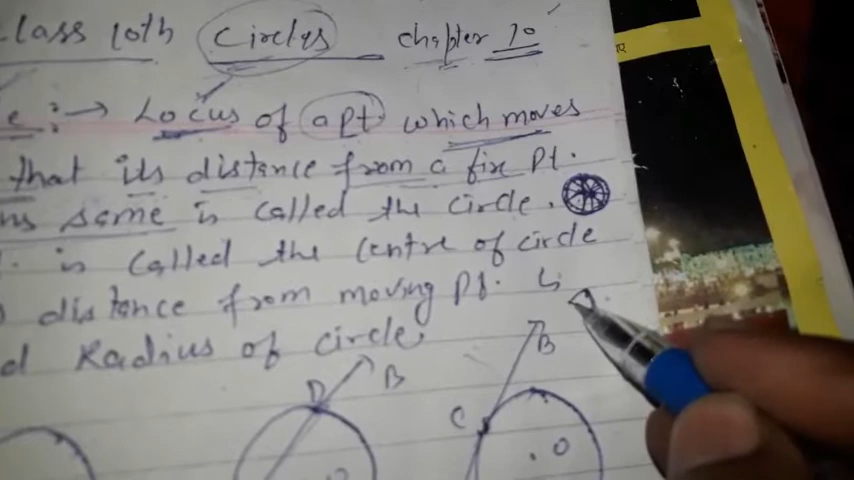 class 10th Circles chapter 10
e :→ Locus of a pt which moves
that its distance from a fix Pt.
ns same is called the circle.
. is called the Centre of circle
distance from moving Pt.
d Radius of circle.
D B
B
C
O